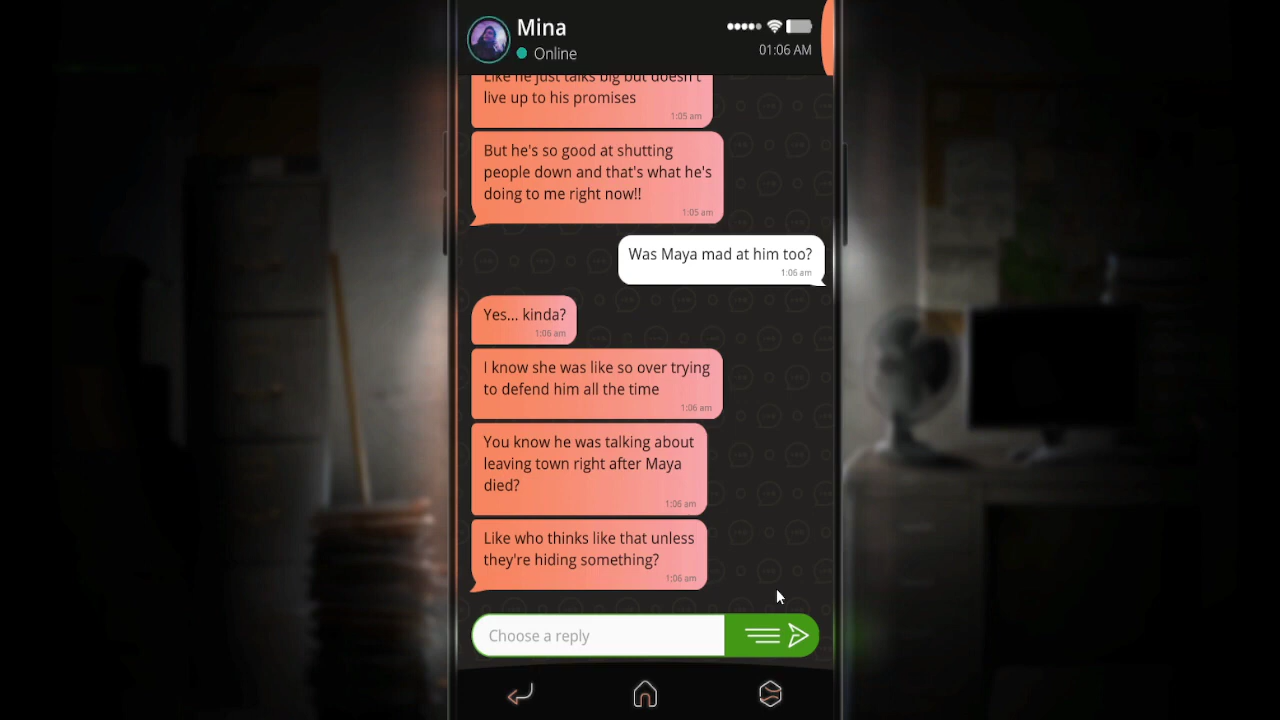 Mina
Online
01:06 AM
Like he just talks big but doesn't
live up to his promises
1:05 am
But he's so good at shutting
people down and that's what he's
doing to me right now!!
1:05 am
Was Maya mad at him too?
1:06 am
Yes... kinda?
1:06 am
I know she was like so over trying
to defend him all the time
1:06 am
You know he was talking about
leaving town right after Maya
died?
1:06 am
Like who thinks like that unless
they're hiding something?
1:06 am
Choose a reply